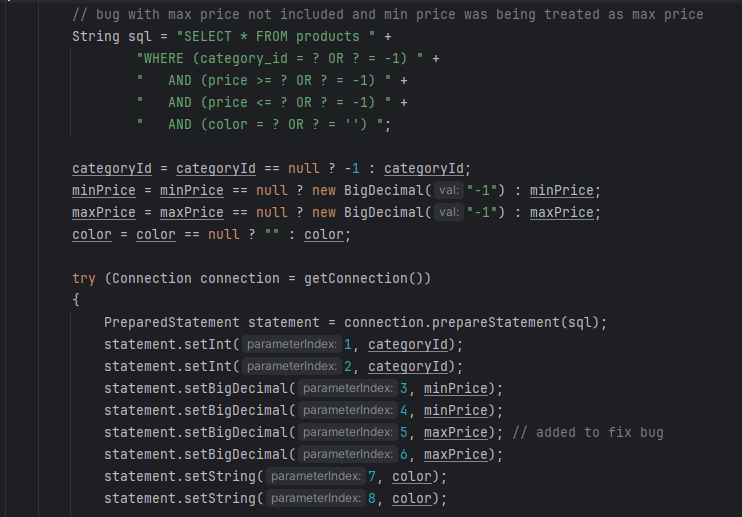 // bug with max price not included and min price was being treated as max price
String sql = "SELECT * FROM products " +
"WHERE (category_id = ? OR ? = -1) " +
"   AND (price >= ? OR ? = -1) " +
"   AND (price <= ? OR ? = -1) " +
"   AND (color = ? OR ? = '') ";
categoryId = categoryId == null ? -1 : categoryId;
minPrice = minPrice == null ? new BigDecimal( val: "-1") : minPrice;
maxPrice = maxPrice == null ? new BigDecimal( val: "-1") : maxPrice;
color = color == null ? "" : color;
try (Connection connection = getConnection())
{
PreparedStatement statement = connection.prepareStatement(sql);
statement.setInt( parameterIndex: 1, categoryId);
statement.setInt( parameterIndex: 2, categoryId);
statement.setBigDecimal( parameterIndex: 3, minPrice);
statement.setBigDecimal( parameterIndex: 4, minPrice);
statement.setBigDecimal( parameterIndex: 5, maxPrice); // added to fix bug
statement.setBigDecimal( parameterIndex: 6, maxPrice);
statement.setString( parameterIndex: 7, color);
statement.setString( parameterIndex: 8, color);